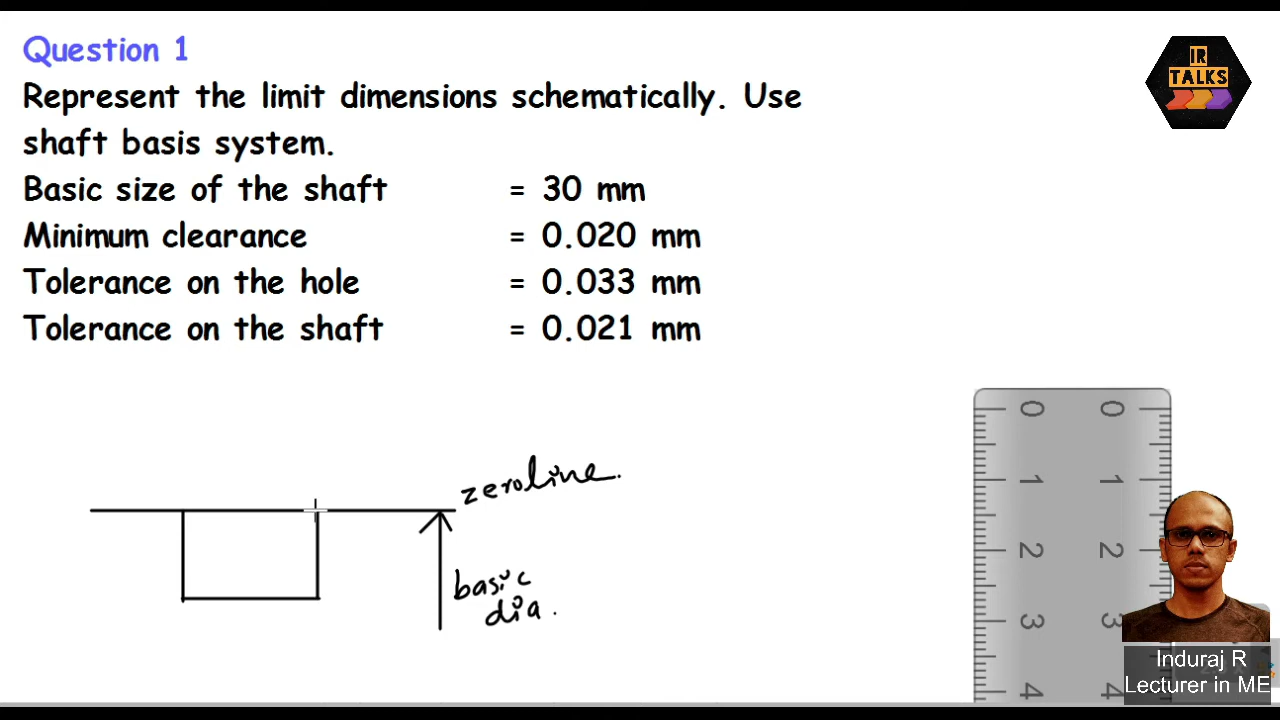 Question 1
IR
TALKS
Represent the limit dimensions schematically. Use
shaft basis system.
Basic size of the shaft = 30 mm
Minimum clearance = 0.020 mm
Tolerance on the hole = 0.033 mm
Tolerance on the shaft = 0.021 mm
zeroline.
basic
dia.
0 0
1 1
2 2
3 3
4 4
Induraj R
Lecturer in ME